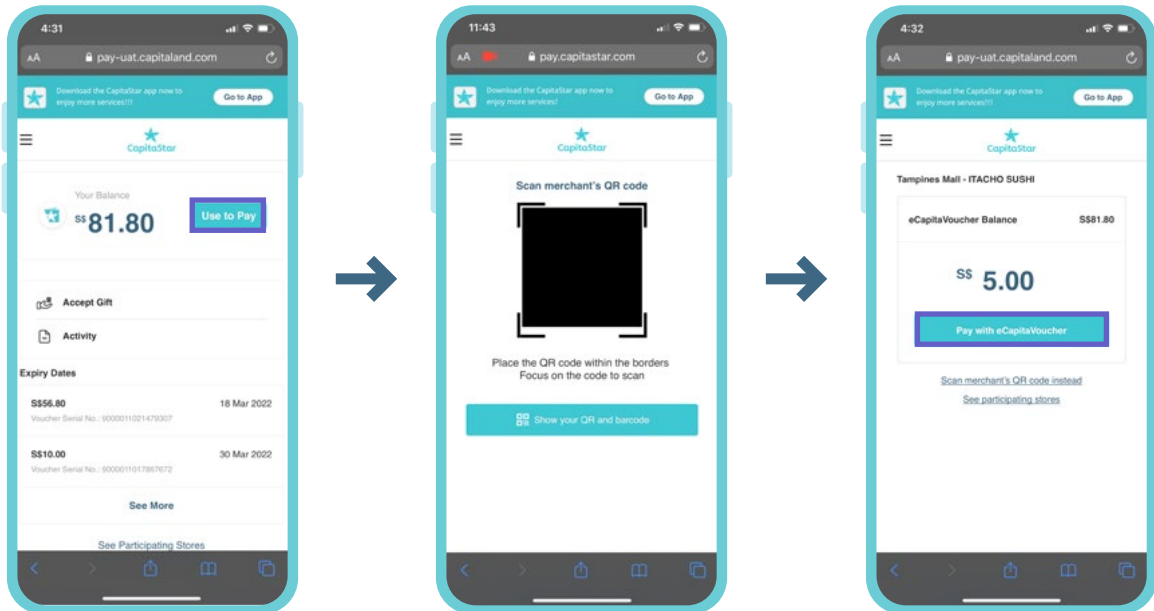 4:31
AA pay-uat.capitaland.com
Download the CapitaStar app now to
enjoy more services!!!
Go to App
CapitaStar
Your Balance
S$81.80
Use to Pay
Accept Gift
Activity
Expiry Dates
S$56.80 18 Mar 2022
Voucher Serial No.: 9000011021479307
S$10.00 30 Mar 2022
Voucher Serial No.: 9000011017867672
See More
See Participating Stores
11:43
AA pay.capitastar.com
Download the CapitaStar app now to
enjoy more services!
Go to App
CapitaStar
Scan merchant's QR code
Place the QR code within the borders
Focus on the code to scan
Show your QR and barcode
4:32
AA pay-uat.capitaland.com
Download the CapitaStar app now to
enjoy more services!!!
Go to App
CapitaStar
Tampines Mall - ITACHO SUSHI
eCapitaVoucher Balance S$81.80
S$ 5.00
Pay with eCapitaVoucher
Scan merchant's QR code instead
See participating stores